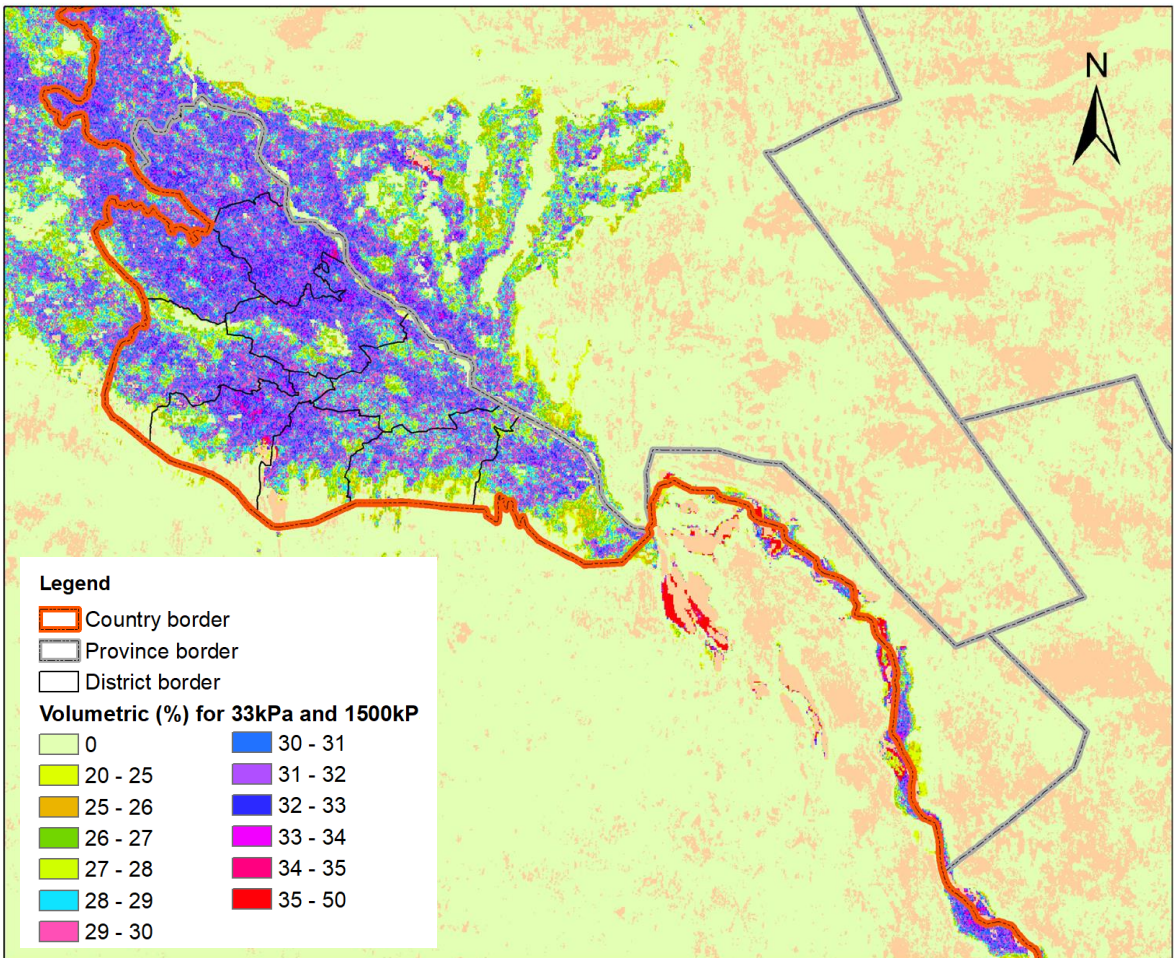 N
Legend
Country border
Province border
District border
Volumetric (%) for 33kPa and 1500kP
0
20 - 25
25 - 26
26 - 27
27 - 28
28 - 29
29 - 30
30 - 31
31 - 32
32 - 33
33 - 34
34 - 35
35 - 50